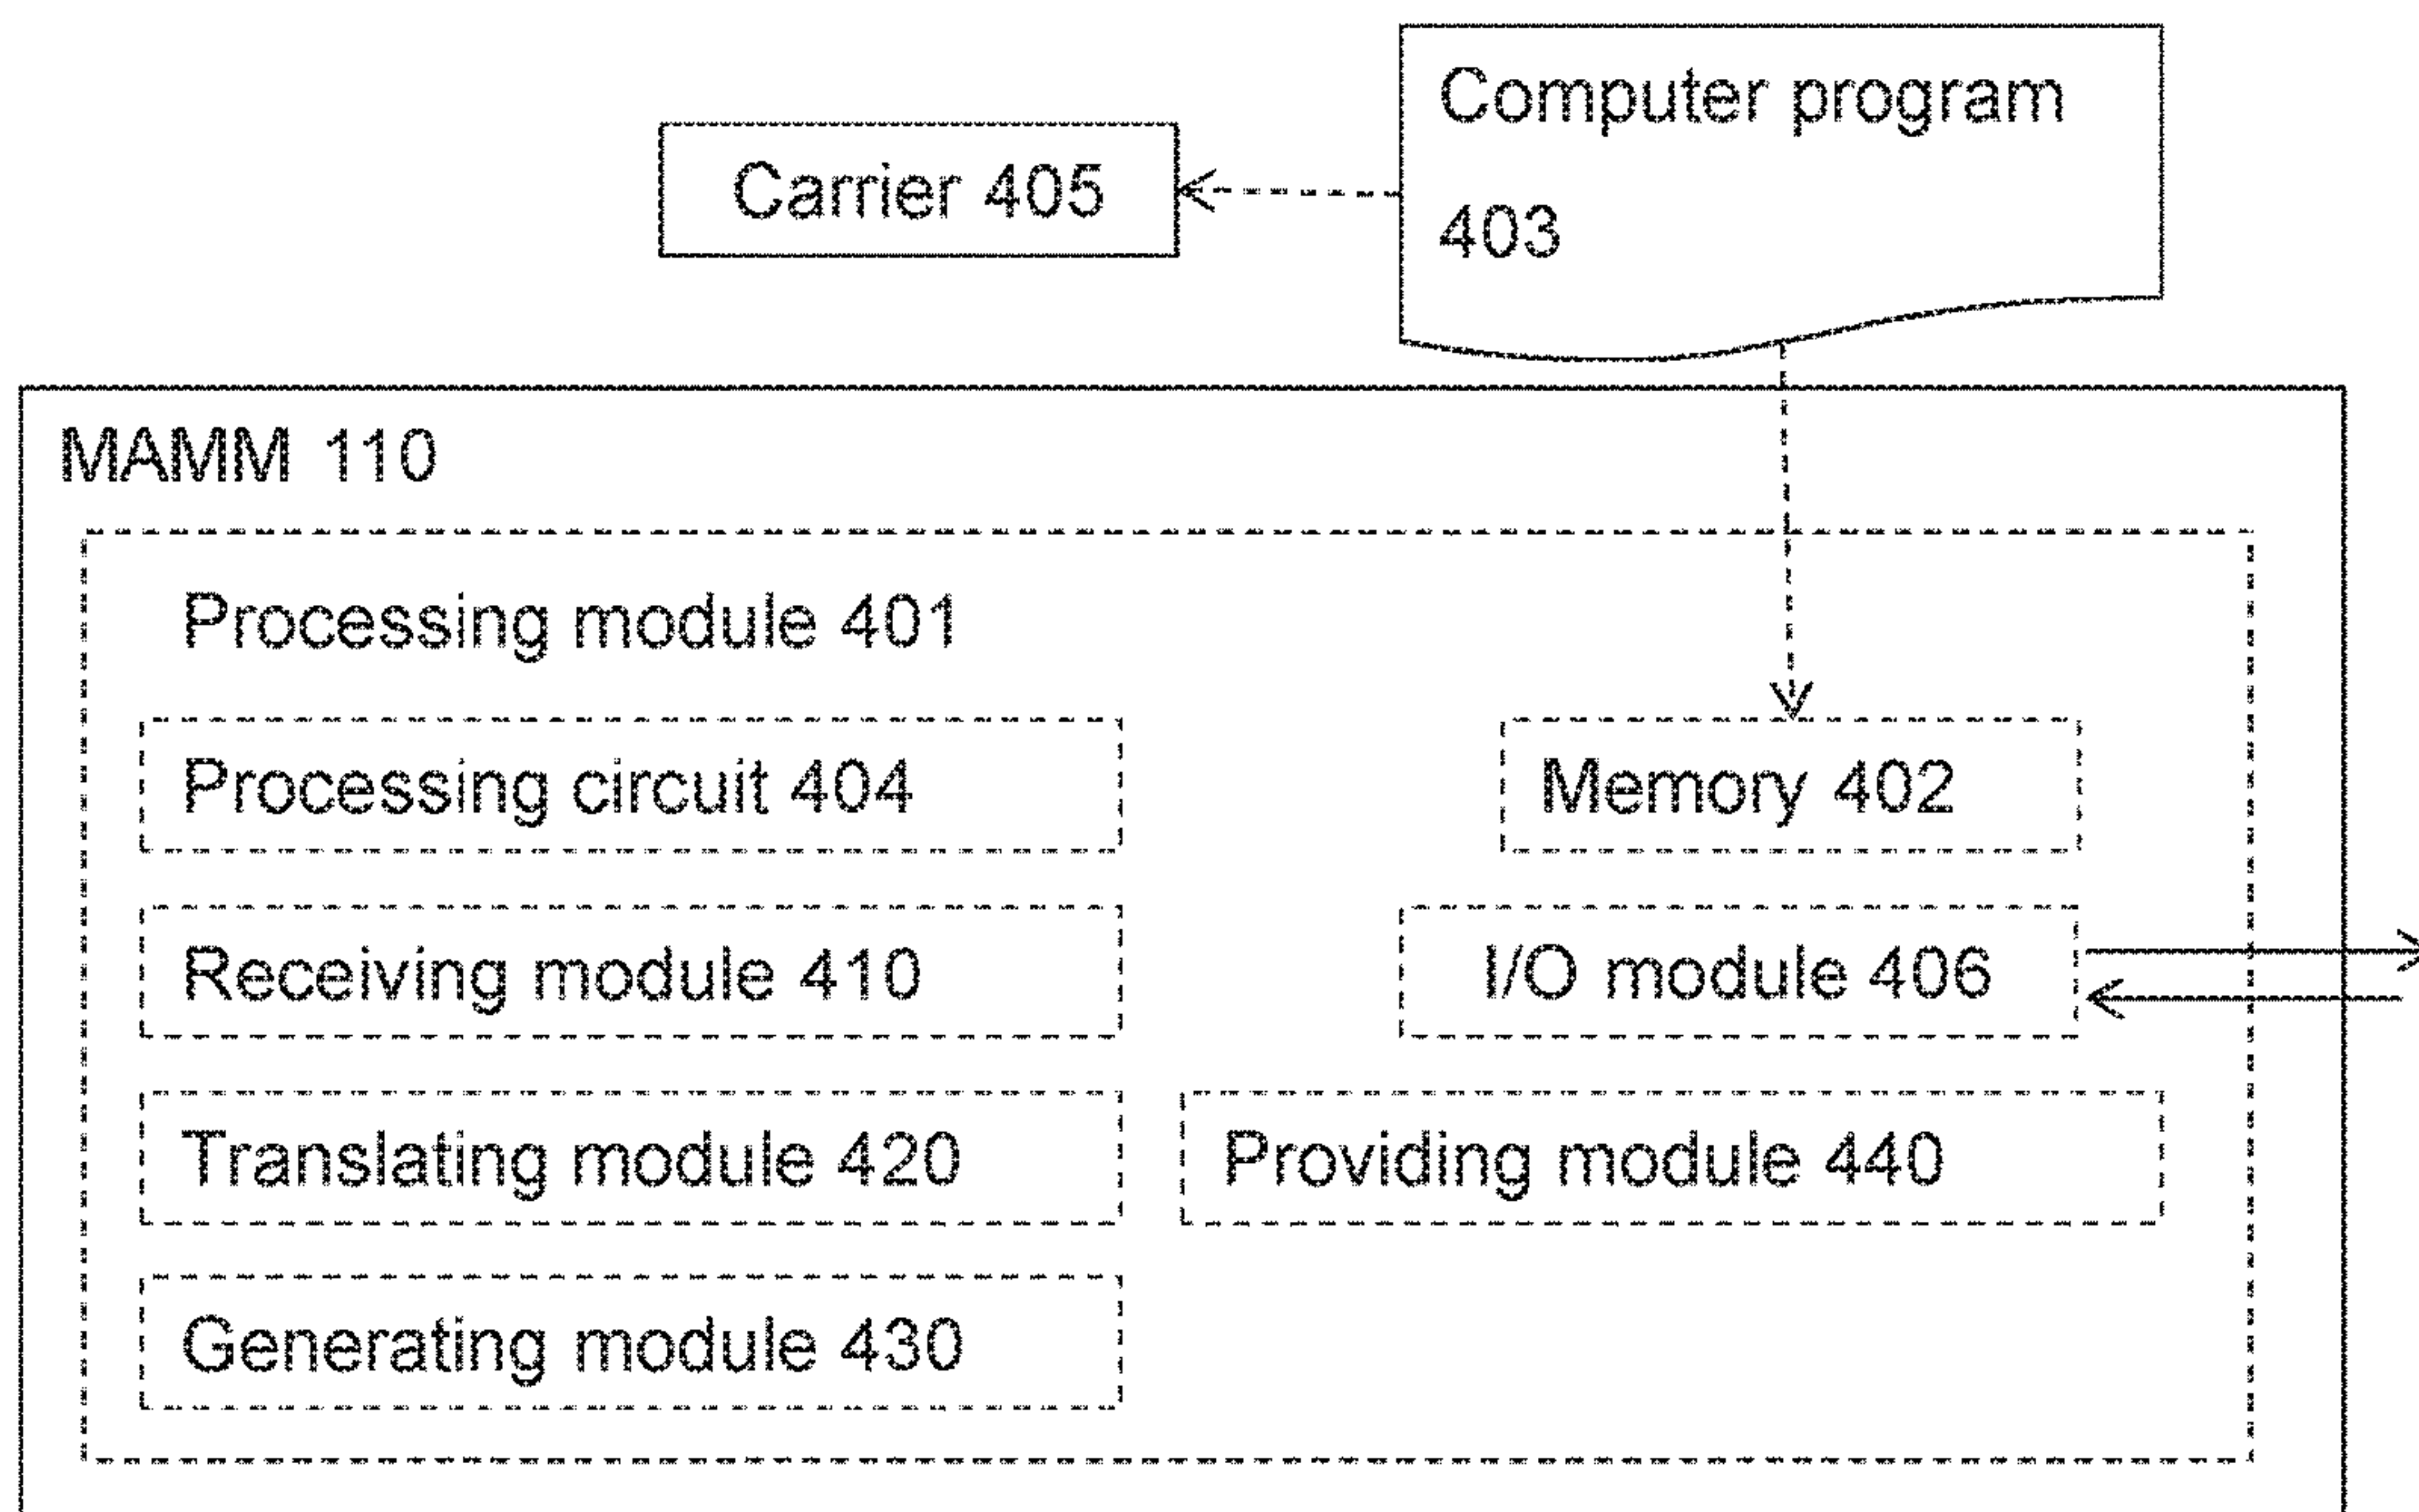 Computer program
403
Carrier 405
MAMM 110
Processing module 401
Processing circuit 404
Memory 402
Receiving module 410
I/O module 406
Translating module 420
Providing module 440
Generating module 430